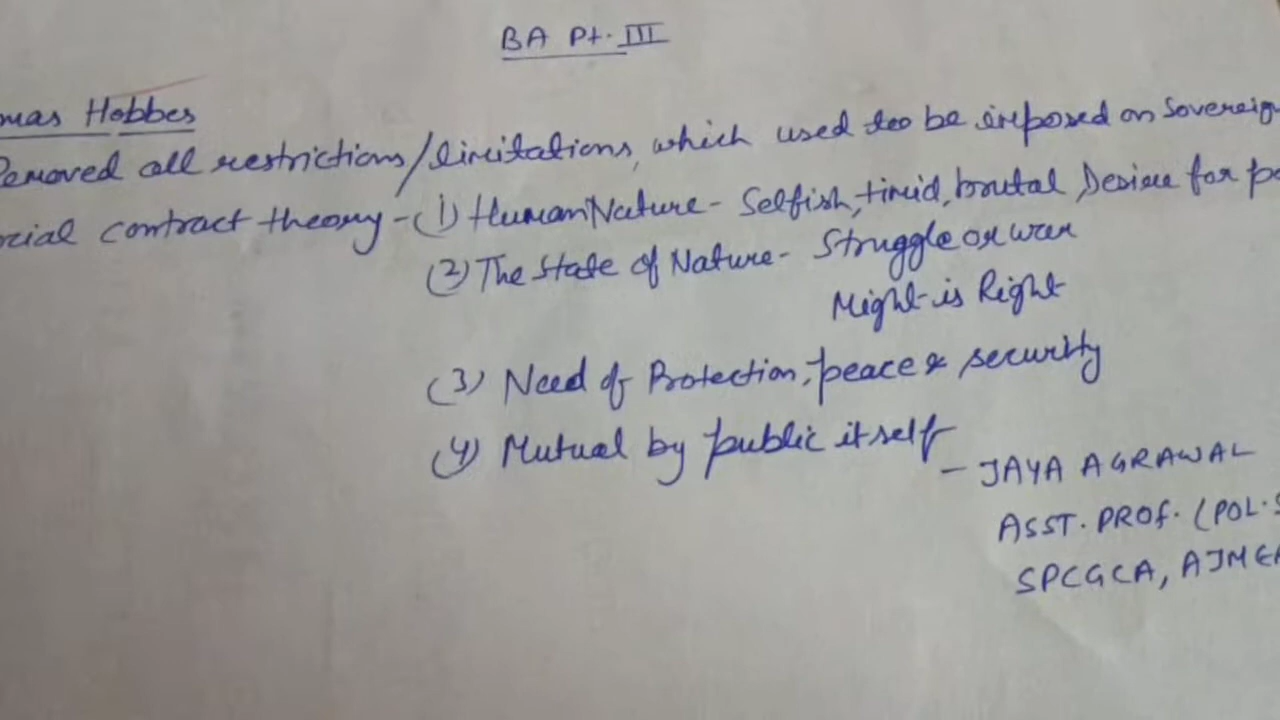 BA Pt. III
mas Hobbes
Removed all restrictions/limitations, which used too be imposed on Sovereig
cial contract theory - (1) Human Nature - Selfish, timid, brutal, Desire for po
(2) The State of Nature - Struggle or war
Might is Right
(3) Need of Protection, peace & security
(4) Mutual by public itself
- JAYA AGRAWAL
ASST. PROF. (POL. S
SPCGCA, AJME